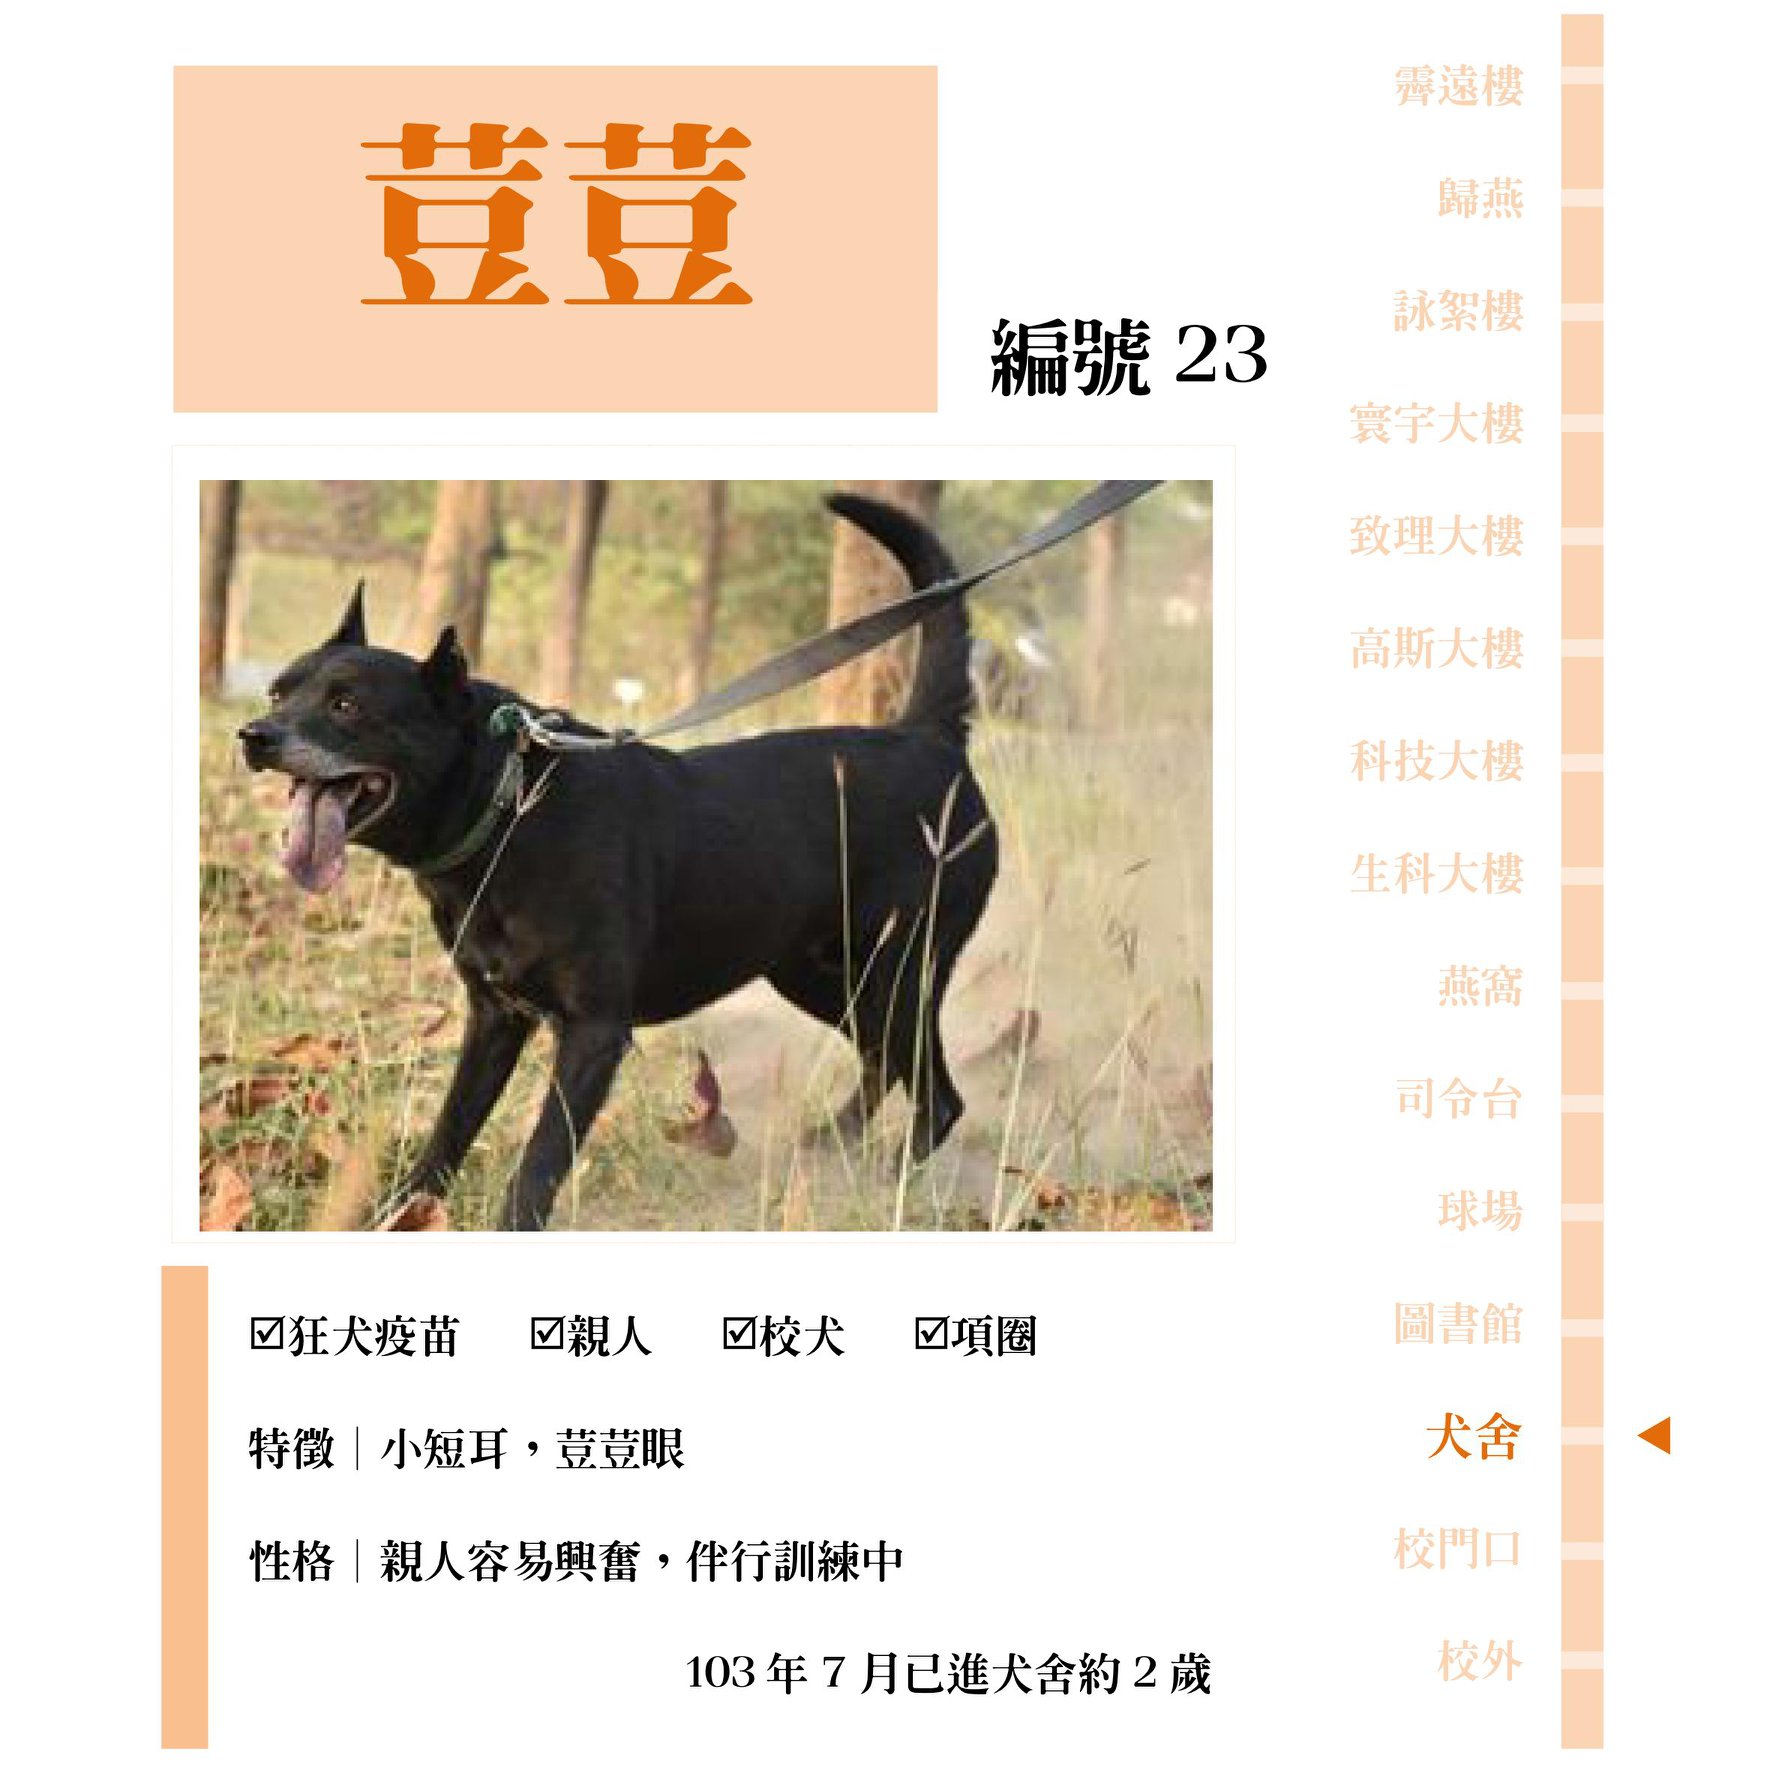 荳荳
編號 23
☑狂犬疫苗 ☑親人 ☑校犬 ☑項圈
特徵｜小短耳，荳荳眼
性格｜親人容易興奮，伴行訓練中
103 年 7 月已進犬舍約 2 歲
霽遠樓
歸燕
詠絮樓
寰宇大樓
致理大樓
高斯大樓
科技大樓
生科大樓
燕窩
司令台
球場
圖書館
犬舍
校門口
校外